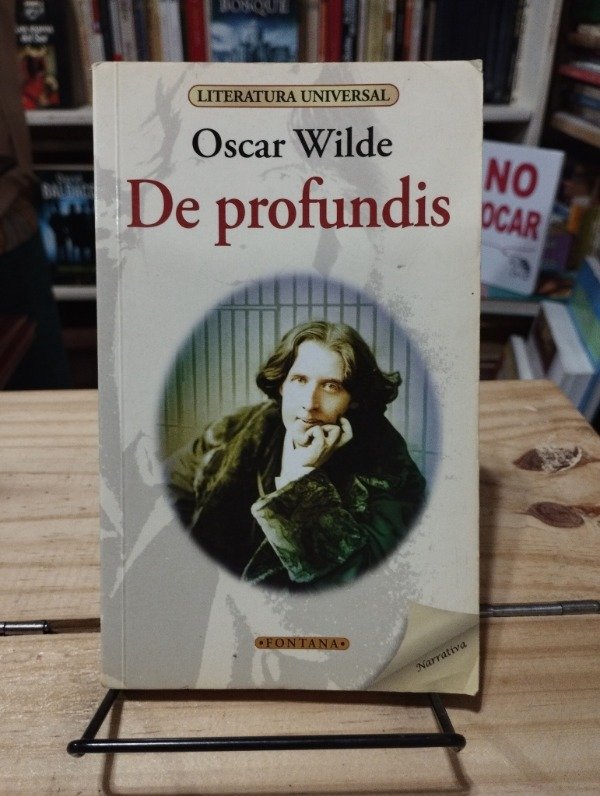 BOSQUE
LITERATURA UNIVERSAL
Oscar Wilde
De profundis
NO
OCAR
•FONTANA•
Narrativa